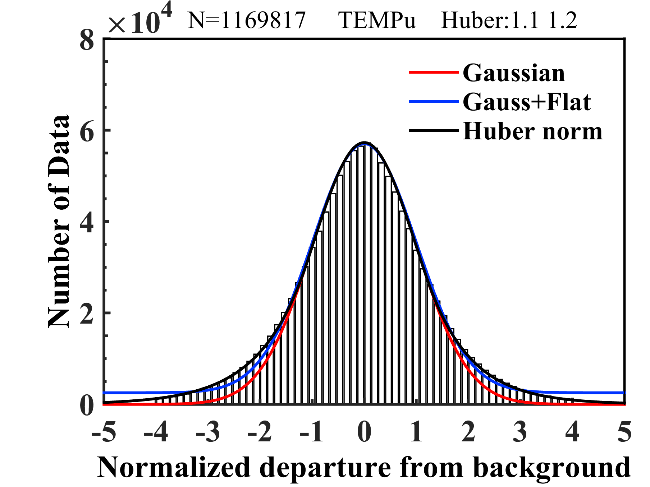 ×10⁴ N=1169817 TEMPu Huber:1.1 1.2
8
Gaussian
Gauss+Flat
Huber norm
6
4
2
0
Number of Data
-5 -4 -3 -2 -1 0 1 2 3 4 5
Normalized departure from background